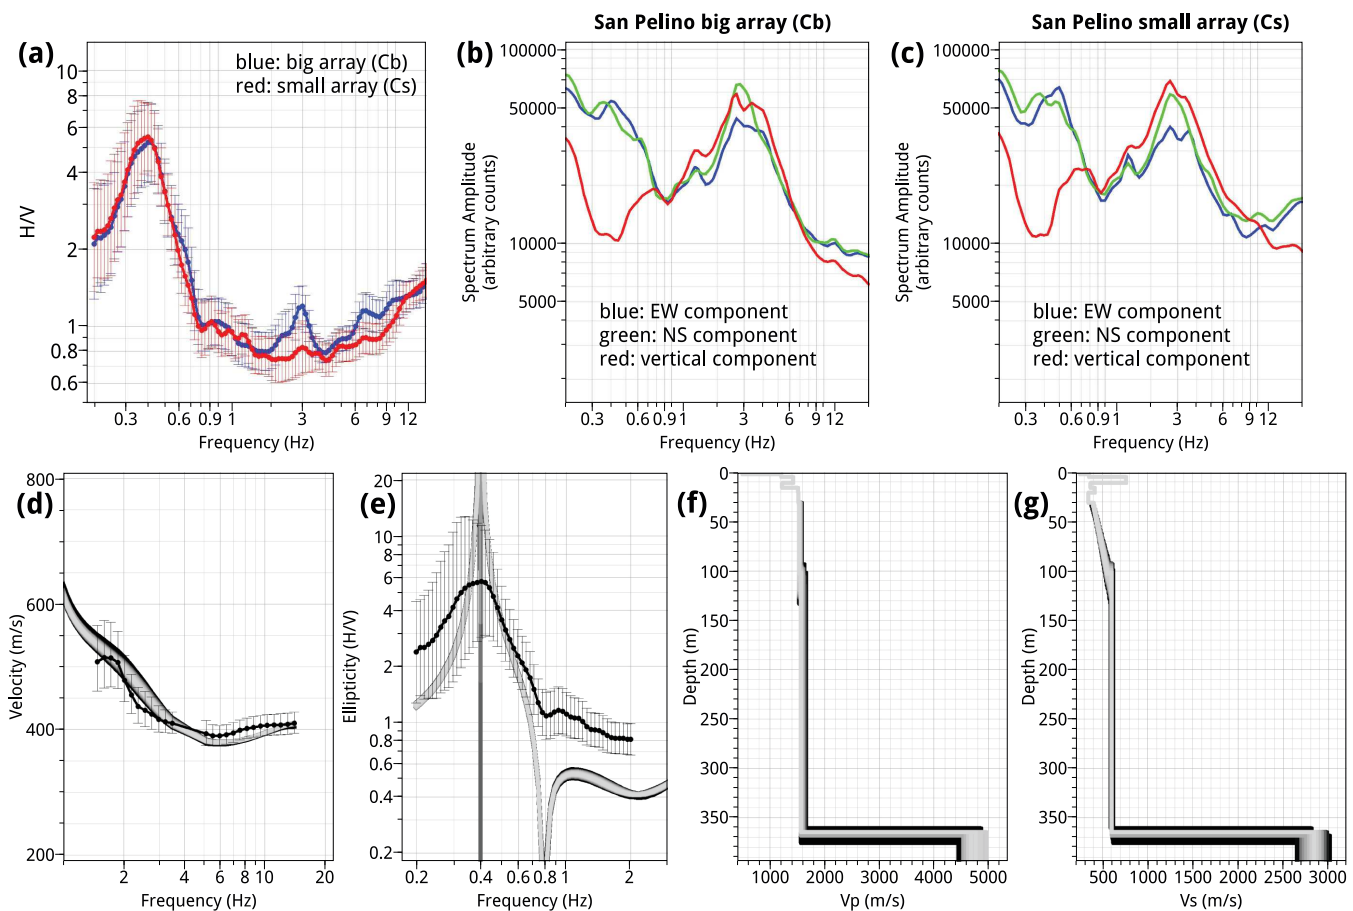 San Pelino big array (Cb)
San Pelino small array (Cs)
(a)
blue: big array (Cb)
red: small array (Cs)
10
8
6
4
2
1
0.8
0.6
H/V
0.3 0.6 0.9 1 3 6 9 12
Frequency (Hz)
(b)
100000
50000
10000
5000
Spectrum Amplitude
(arbitrary counts)
blue: EW component
green: NS component
red: vertical component
0.3 0.6 0.9 1 3 6 9 12
Frequency (Hz)
(c)
100000
50000
10000
5000
Spectrum Amplitude
(arbitrary counts)
blue: EW component
green: NS component
red: vertical component
0.3 0.6 0.9 1 3 6 9 12
Frequency (Hz)
(d)
800
600
400
200
Velocity (m/s)
2 4 6 8 10 20
Frequency (Hz)
(e)
20
10
8
6
4
2
1
0.8
0.6
0.4
0.2
Ellipticity (H/V)
0.2 0.4 0.6 0.8 1 2
Frequency (Hz)
(f)
0
50
100
150
200
250
300
350
Depth (m)
1000 2000 3000 4000 5000
Vp (m/s)
(g)
0
50
100
150
200
250
300
350
Depth (m)
500 1000 1500 2000 2500 3000
Vs (m/s)